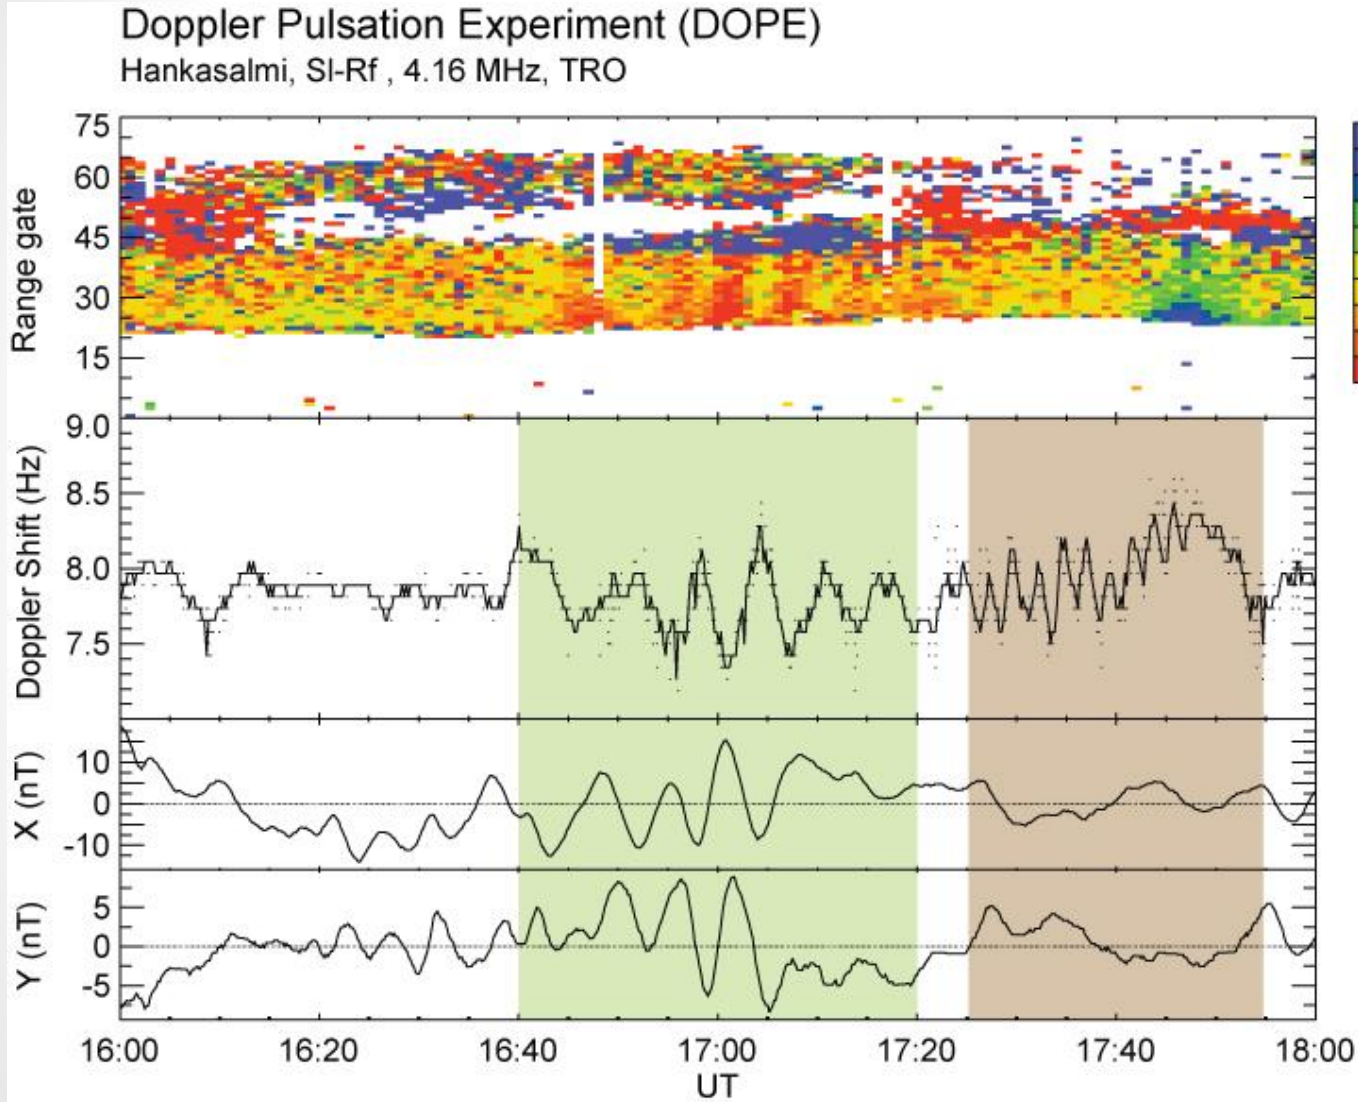 Doppler Pulsation Experiment (DOPE)
Hankasalmi, SI-Rf , 4.16 MHz, TRO
75
60
45
30
15
Range gate
9.0
8.5
8.0
7.5
Doppler Shift (Hz)
10
0
-10
X (nT)
5
0
-5
Y (nT)
16:00 16:20 16:40 17:00 17:20 17:40 18:00
UT